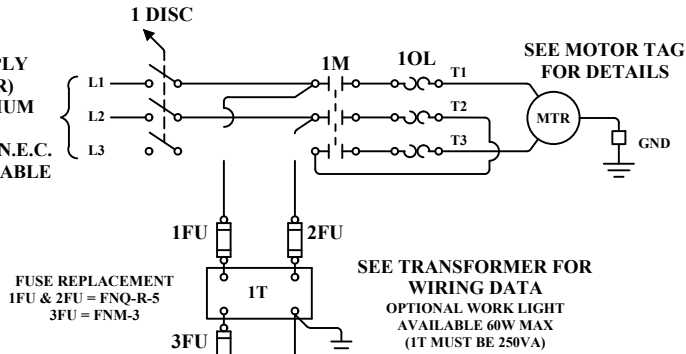 1 DISC
PLY
R)
IUM
N.E.C.
ABLE
L1
L2
L3
1M
1OL
T1
T2
T3
SEE MOTOR TAG
FOR DETAILS
MTR
GND
1FU
2FU
FUSE REPLACEMENT
1FU & 2FU = FNQ-R-5
3FU = FNM-3
1T
3FU
SEE TRANSFORMER FOR
WIRING DATA
OPTIONAL WORK LIGHT
AVAILABLE 60W MAX
(1T MUST BE 250VA)